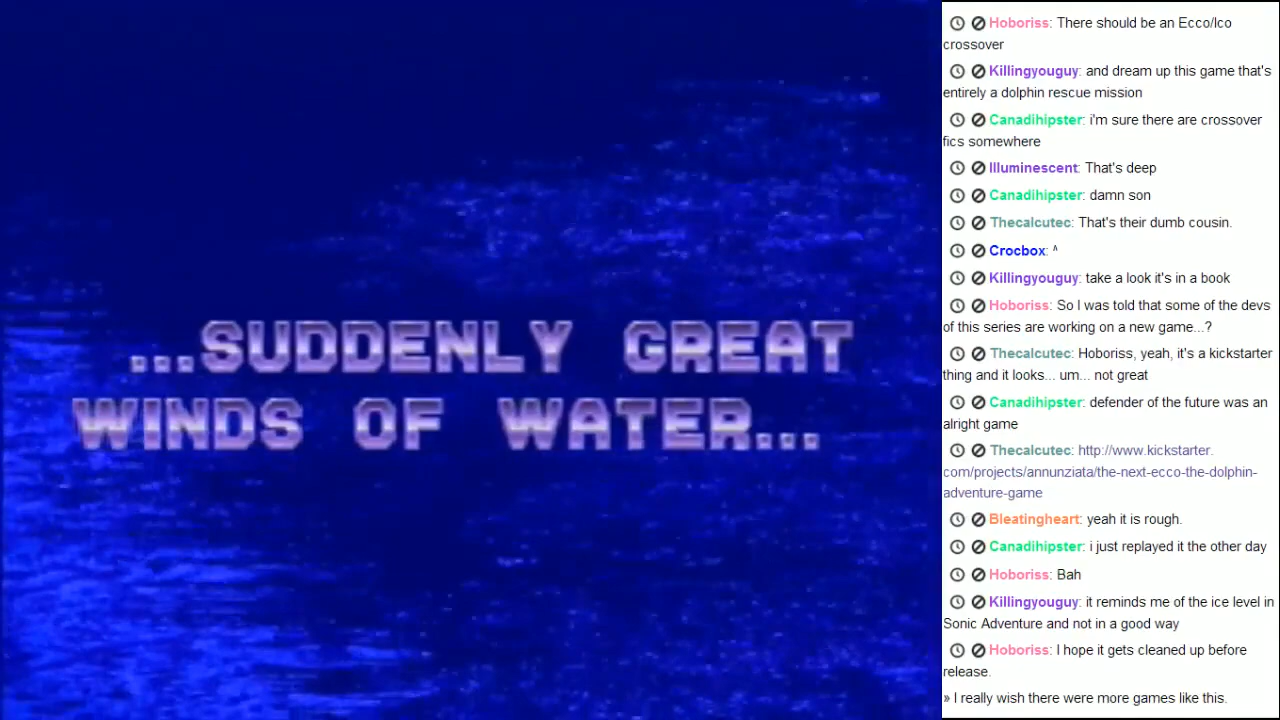 ...SUDDENLY GREAT
WINDS OF WATER...
Hoboriss: There should be an Ecco/Ico
crossover
Killingyouguy: and dream up this game that's
entirely a dolphin rescue mission
Canadihipster: i'm sure there are crossover
fics somewhere
Illuminescent: That's deep
Canadihipster: damn son
Thecalcutec: That's their dumb cousin.
Crocbox: ^
Killingyouguy: take a look it's in a book
Hoboriss: So I was told that some of the devs
of this series are working on a new game...?
Thecalcutec: Hoboriss, yeah, it's a kickstarter
thing and it looks... um... not great
Canadihipster: defender of the future was an
alright game
Thecalcutec: http://www.kickstarter.
com/projects/annunziata/the-next-ecco-the-dolphin-
adventure-game
Bleatingheart: yeah it is rough.
Canadihipster: i just replayed it the other day
Hoboriss: Bah
Killingyouguy: it reminds me of the ice level in
Sonic Adventure and not in a good way
Hoboriss: I hope it gets cleaned up before
release.
» I really wish there were more games like this.